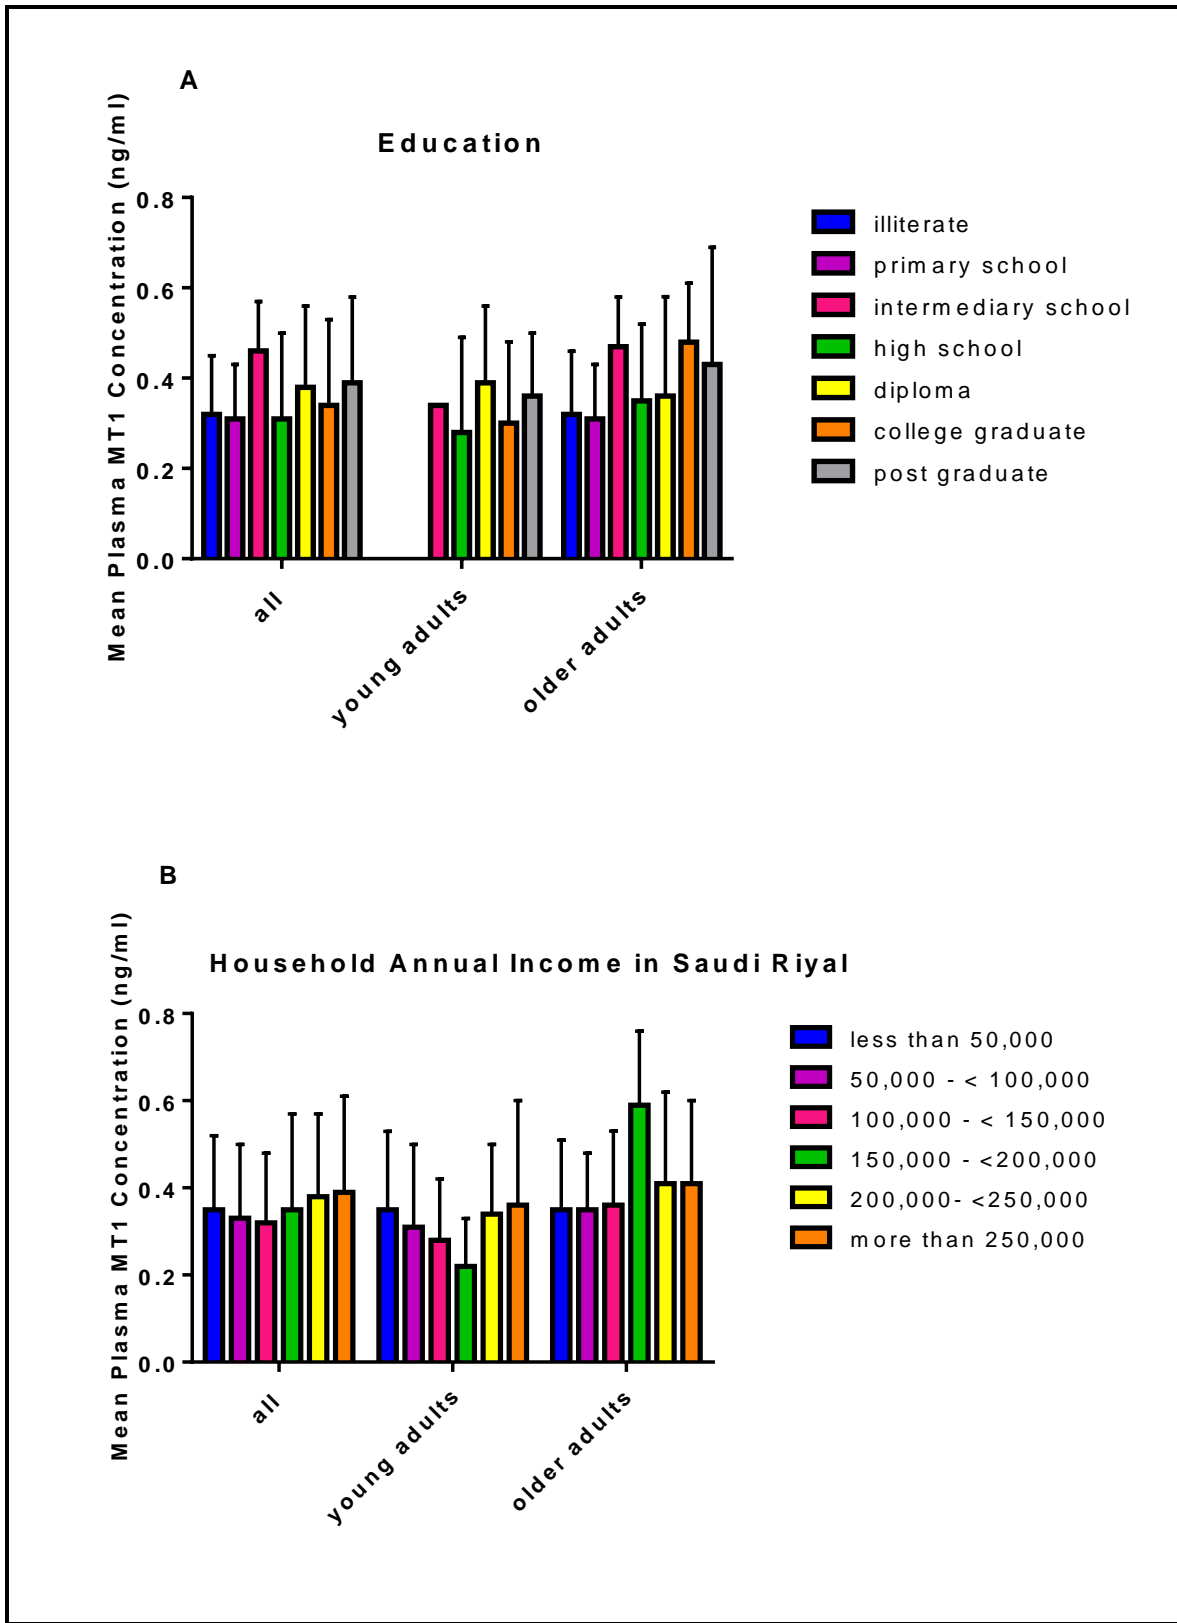 A
Education
Mean Plasma MT1 Concentration (ng/ml)
0.8
0.6
0.4
0.2
0.0
all
young adults
older adults
illiterate
primary school
intermediary school
high school
diploma
college graduate
post graduate
B
Household Annual Income in Saudi Riyal
Mean Plasma MT1 Concentration (ng/ml)
0.8
0.6
0.4
0.2
0.0
all
young adults
older adults
less than 50,000
50,000 - < 100,000
100,000 - < 150,000
150,000 - <200,000
200,000- <250,000
more than 250,000